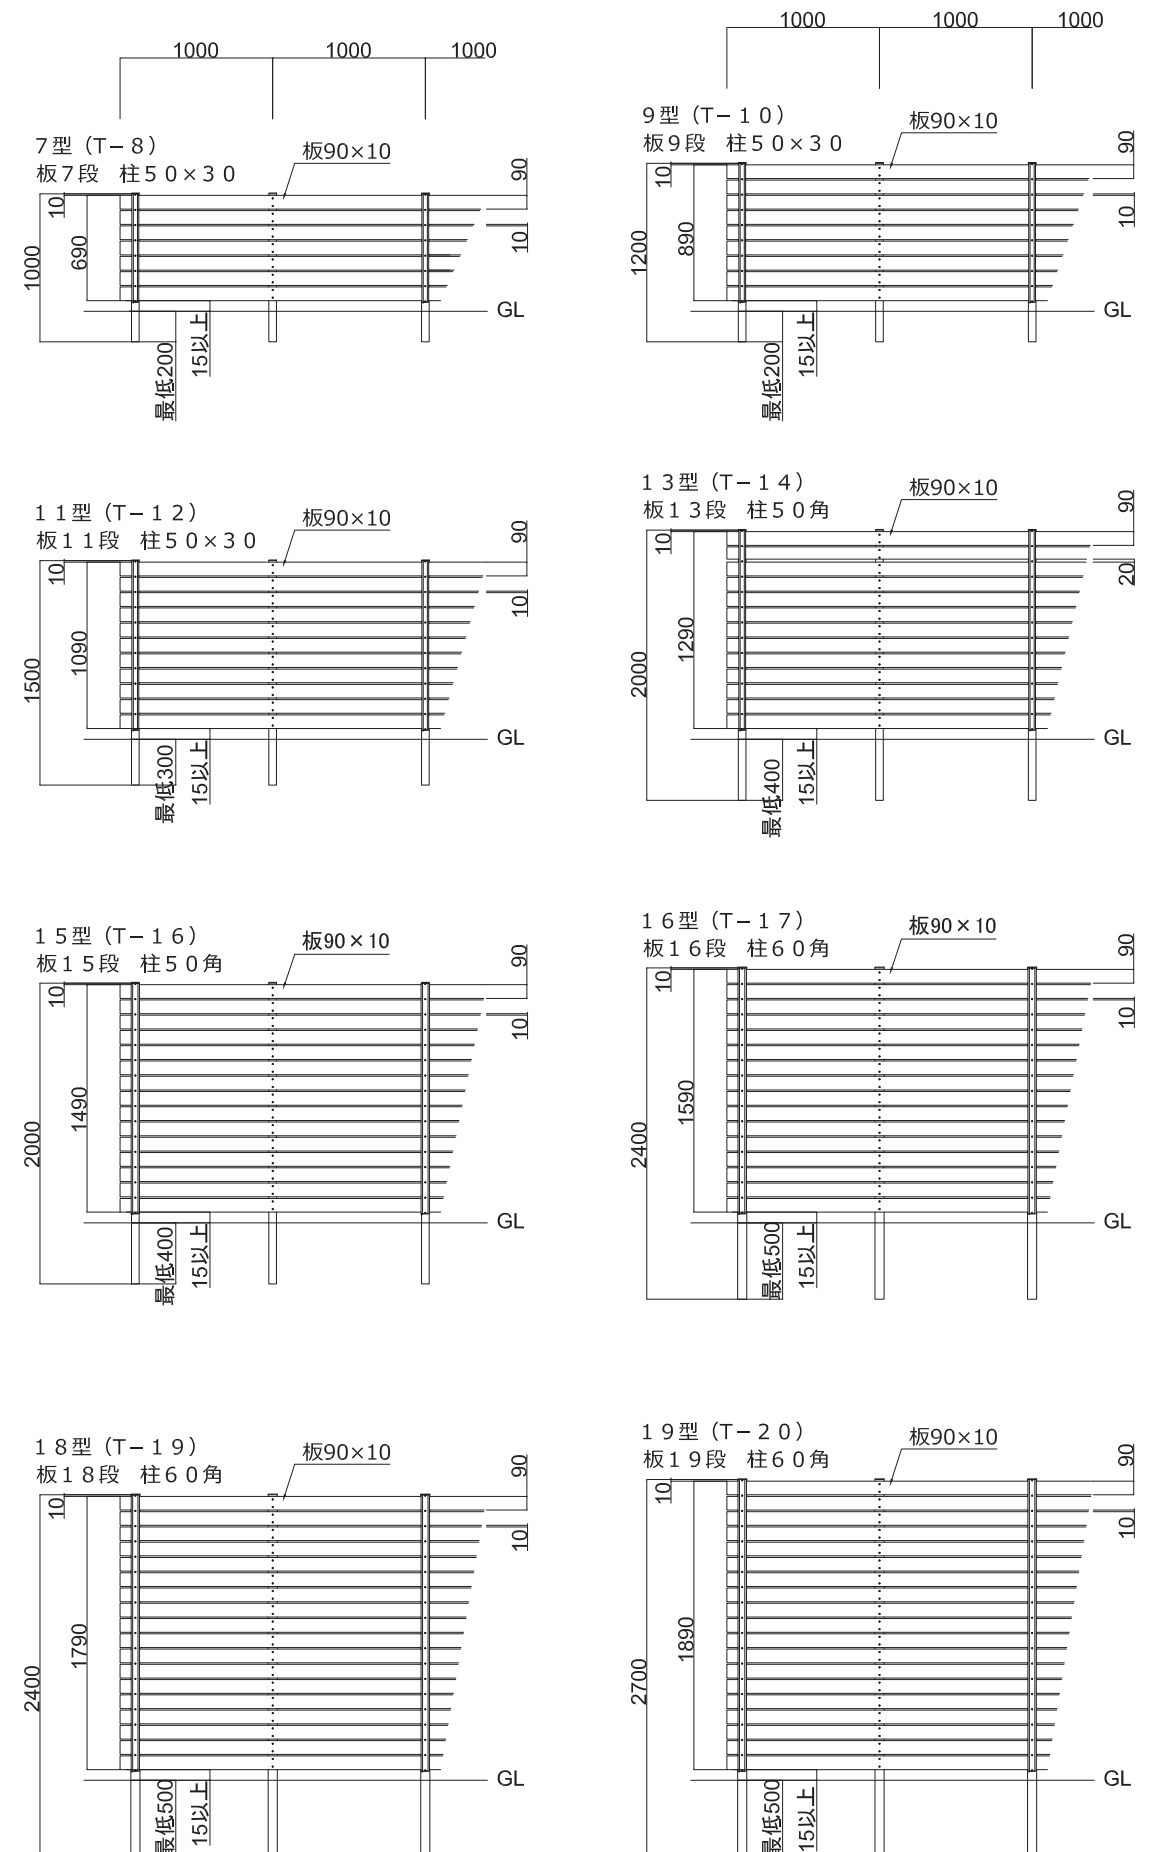 1000 1000 1000
7型（T−8）
板7段 柱50×30
板90×10
90
10
10
690
1000
GL
最低200
15以上
1000 1000 1000
9型（T−10）
板9段 柱50×30
板90×10
90
10
10
890
1200
GL
最低200
15以上
11型（T−12）
板11段 柱50×30
板90×10
90
10
10
1090
1500
GL
最低300
15以上
13型（T−14）
板13段 柱50角
板90×10
90
20
10
1290
2000
GL
最低400
15以上
15型（T−16）
板15段 柱50角
板90×10
90
10
10
1490
2000
GL
最低400
15以上
16型（T−17）
板16段 柱60角
板90×10
90
10
10
1590
2400
GL
最低500
15以上
18型（T−19）
板18段 柱60角
板90×10
90
10
10
1790
2400
GL
最低500
15以上
19型（T−20）
板19段 柱60角
板90×10
90
10
10
1890
2700
GL
最低500
15以上